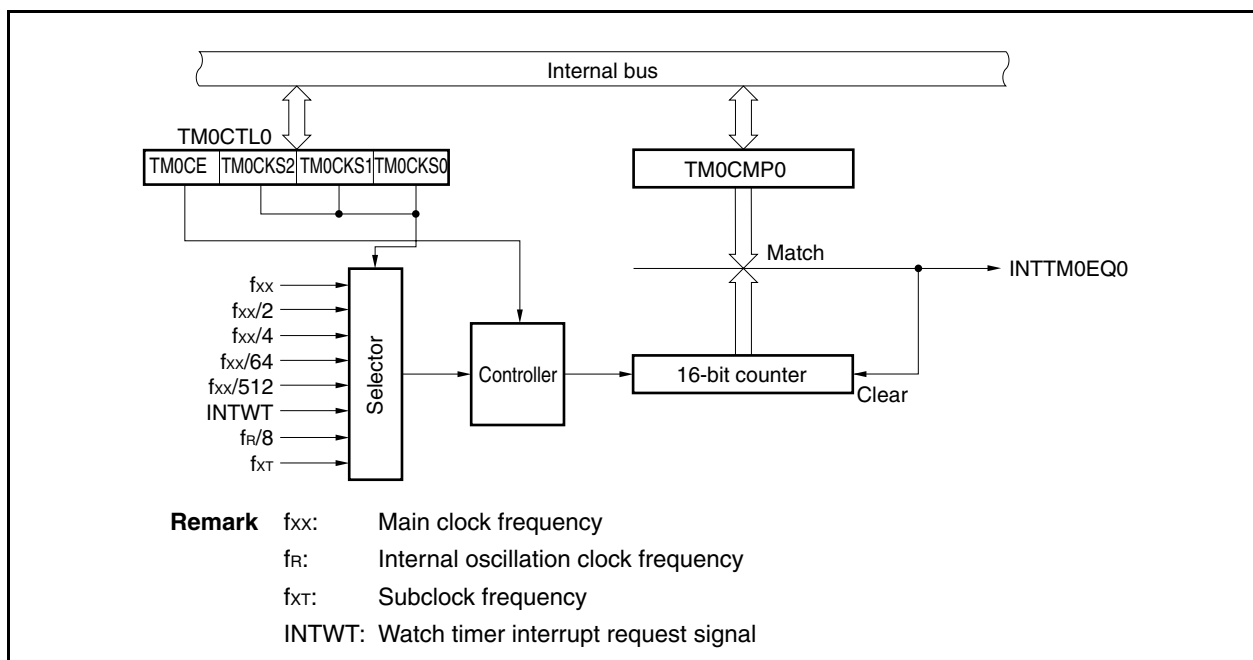 Internal bus
TM0CTL0
TM0CE TM0CKS2 TM0CKS1 TM0CKS0
TM0CMP0
Match
INTTM0EQ0
fXX
fXX/2
fXX/4
fXX/64
fXX/512
INTWT
fR/8
fXT
Selector
Controller
16-bit counter
Clear
Remark fXX: Main clock frequency
fR: Internal oscillation clock frequency
fXT: Subclock frequency
INTWT: Watch timer interrupt request signal